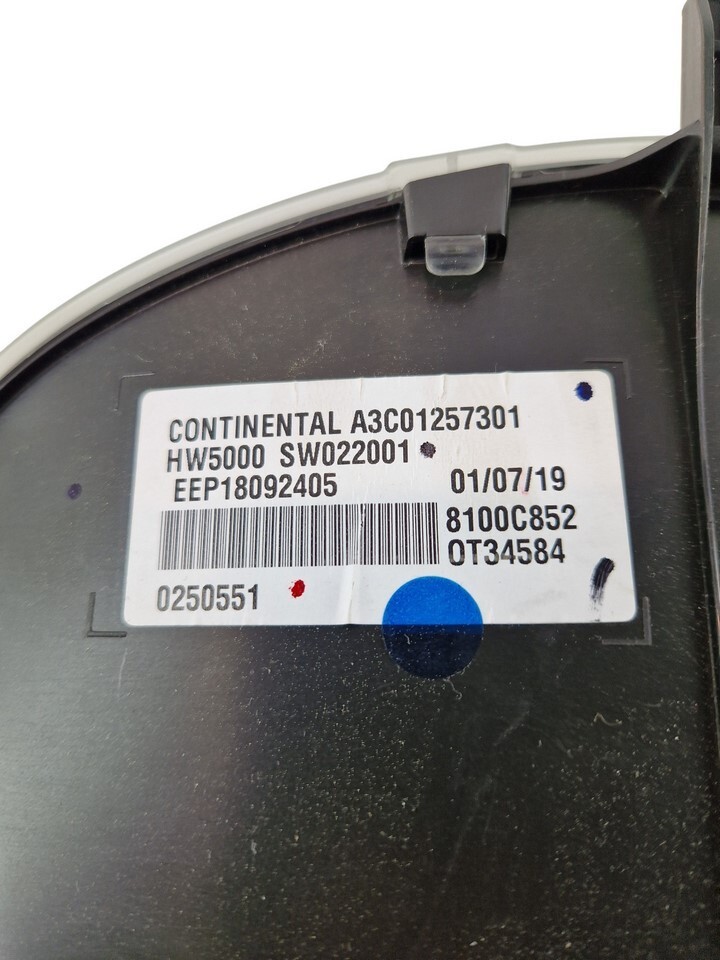 CONTINENTAL A3C01257301
HW5000 SW022001
EEP18092405 01/07/19
8100C852
OT34584
0250551